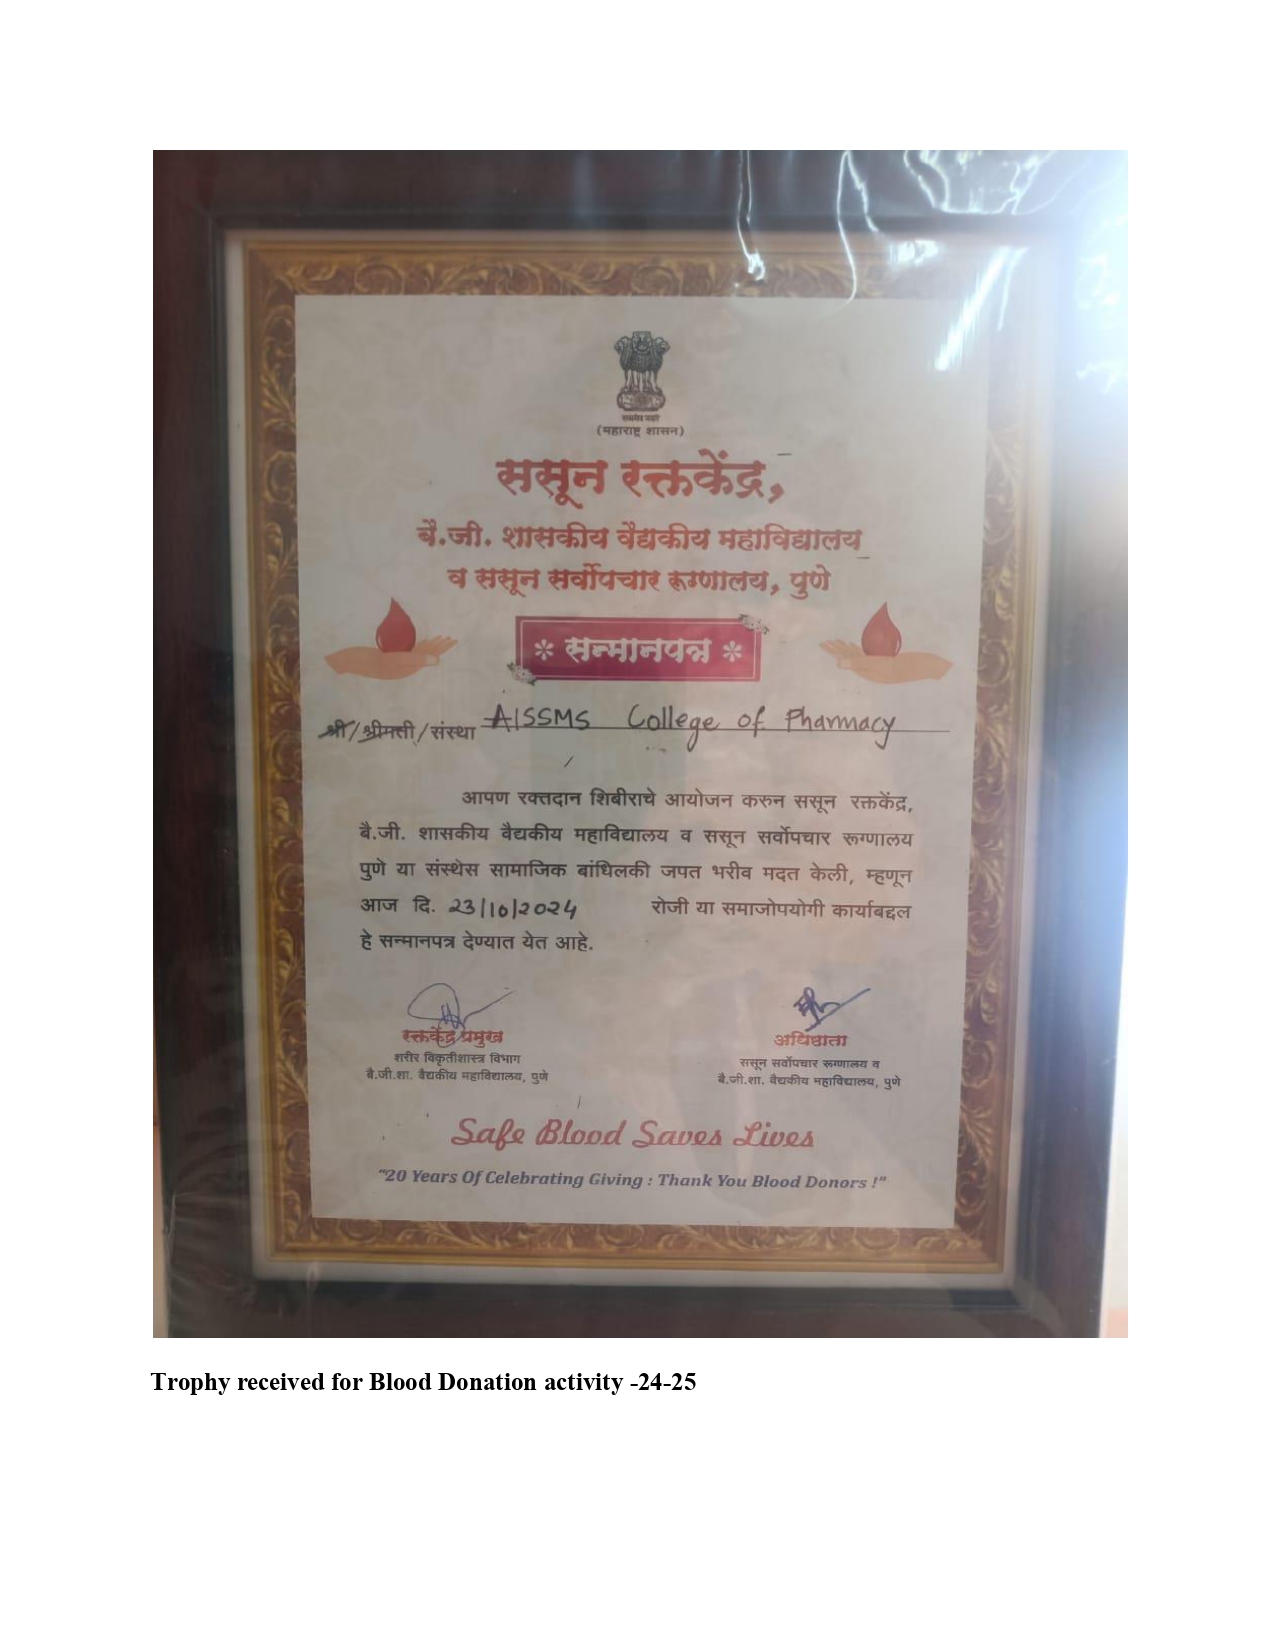 सत्यमेव जयते
(महाराष्ट्र शासन)
ससून रक्तकेंद्र,
बै.जी. शासकीय वैद्यकीय महाविद्यालय
व ससून सर्वोपचार रूग्णालय, पुणे
* सन्मानपत्र *
श्री/श्रीमती/संस्था AISSMS College of Pharmacy
आपण रक्तदान शिबीराचे आयोजन करुन ससून रक्तकेंद्र,
बै.जी. शासकीय वैद्यकीय महाविद्यालय व ससून सर्वोपचार रूग्णालय
पुणे या संस्थेस सामाजिक बांधिलकी जपत भरीव मदत केली, म्हणून
आज दि. 23/10/2024 रोजी या समाजोपयोगी कार्याबद्दल
हे सन्मानपत्र देण्यात येत आहे.
रक्तकेंद्र प्रमुख
शरीर विकृतीशास्त्र विभाग
बै.जी.शा. वैद्यकीय महाविद्यालय, पुणे
अधिष्ठाता
ससून सर्वोपचार रूग्णालय व
बै.जी.शा. वैद्यकीय महाविद्यालय, पुणे
Safe Blood Saves Lives
"20 Years Of Celebrating Giving : Thank You Blood Donors !"
Trophy received for Blood Donation activity -24-25